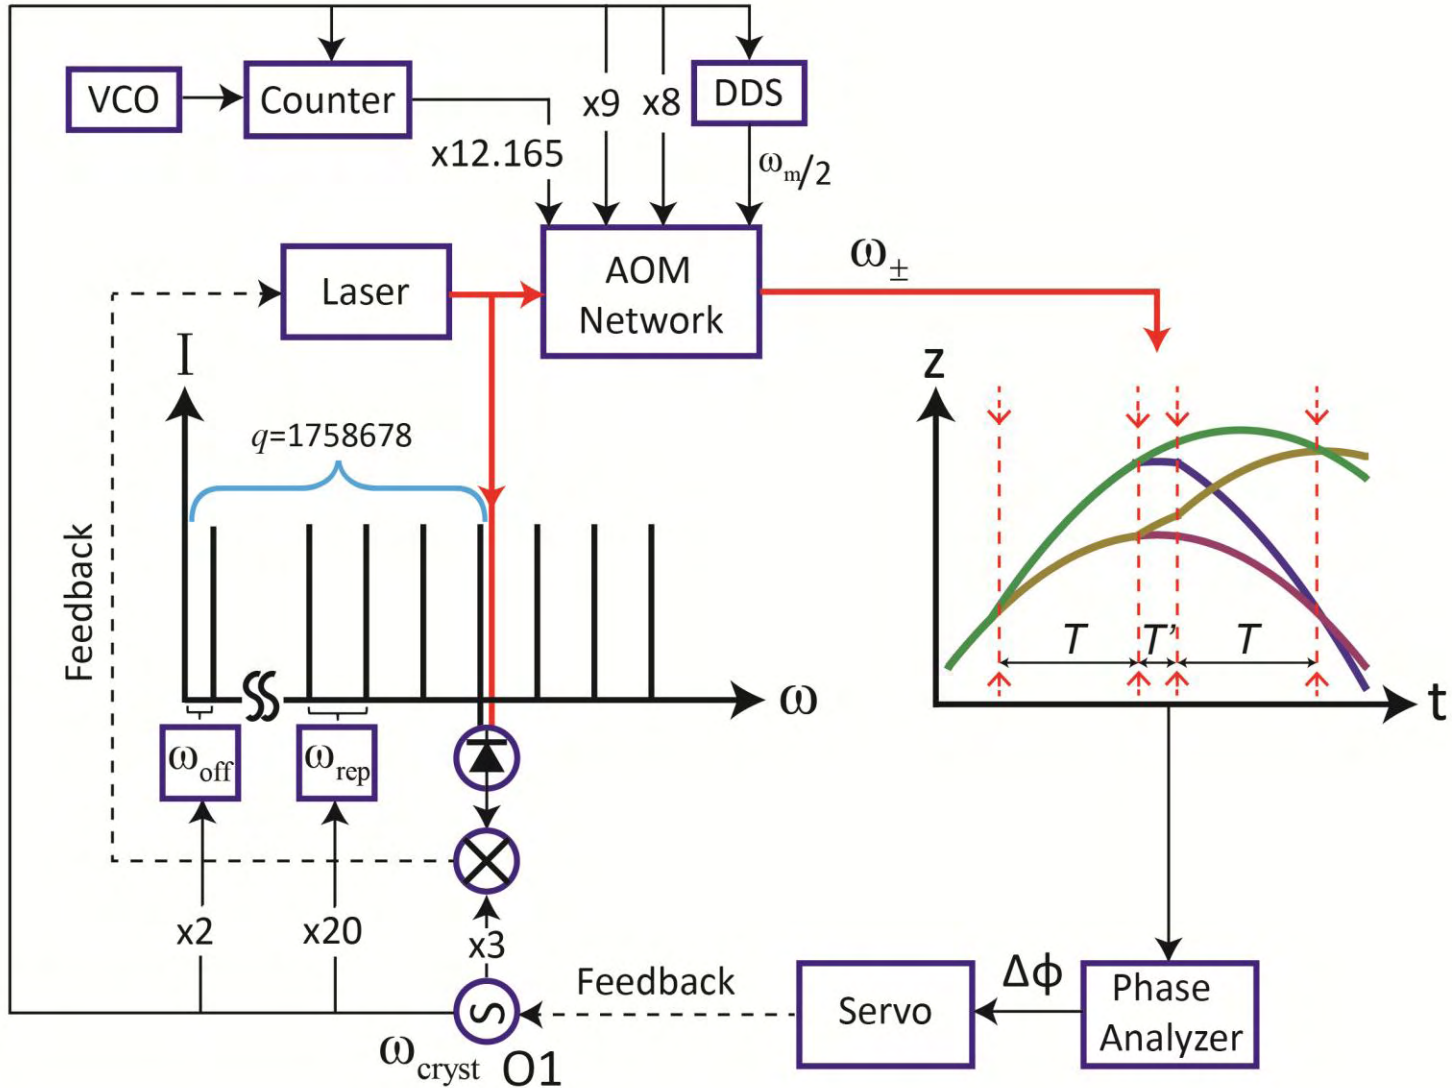 VCO
Counter
x12.165
x9
x8
DDS
ωm/2
Laser
AOM
Network
ω±
I
q=1758678
Feedback
ω
ωoff
ωrep
x2
x20
x3
ωcryst
O1
z
T
T’
T
t
Feedback
Servo
Δϕ
Phase
Analyzer